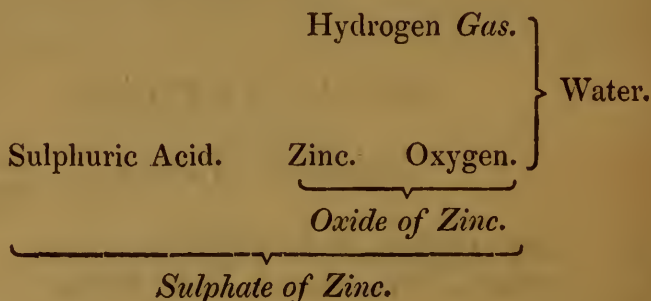 Hydrogen Gas.
Water.
Sulphuric Acid. Zinc. Oxygen.
Oxide of Zinc.
Sulphate of Zinc.